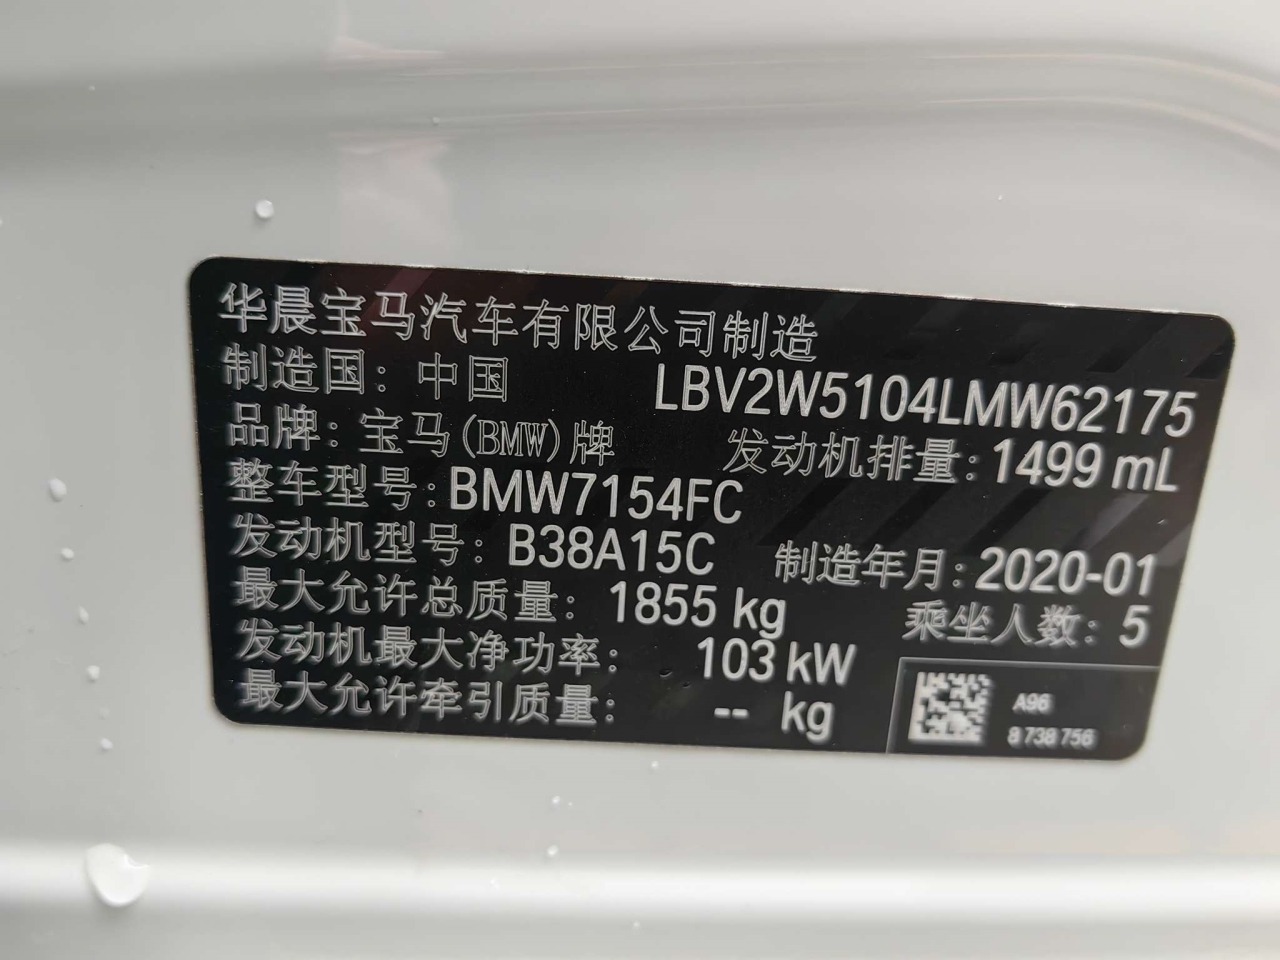 华晨宝马汽车有限公司制造
制造国：中国 LBV2W5104LMW62175
品牌：宝马(BMW)牌 发动机排量：1499 mL
整车型号：BMW7154FC
发动机型号：B38A15C 制造年月：2020-01
最大允许总质量：1855 kg 乘坐人数：5
发动机最大净功率：103 kW
最大允许牵引质量：-- kg
A96
8 738 756